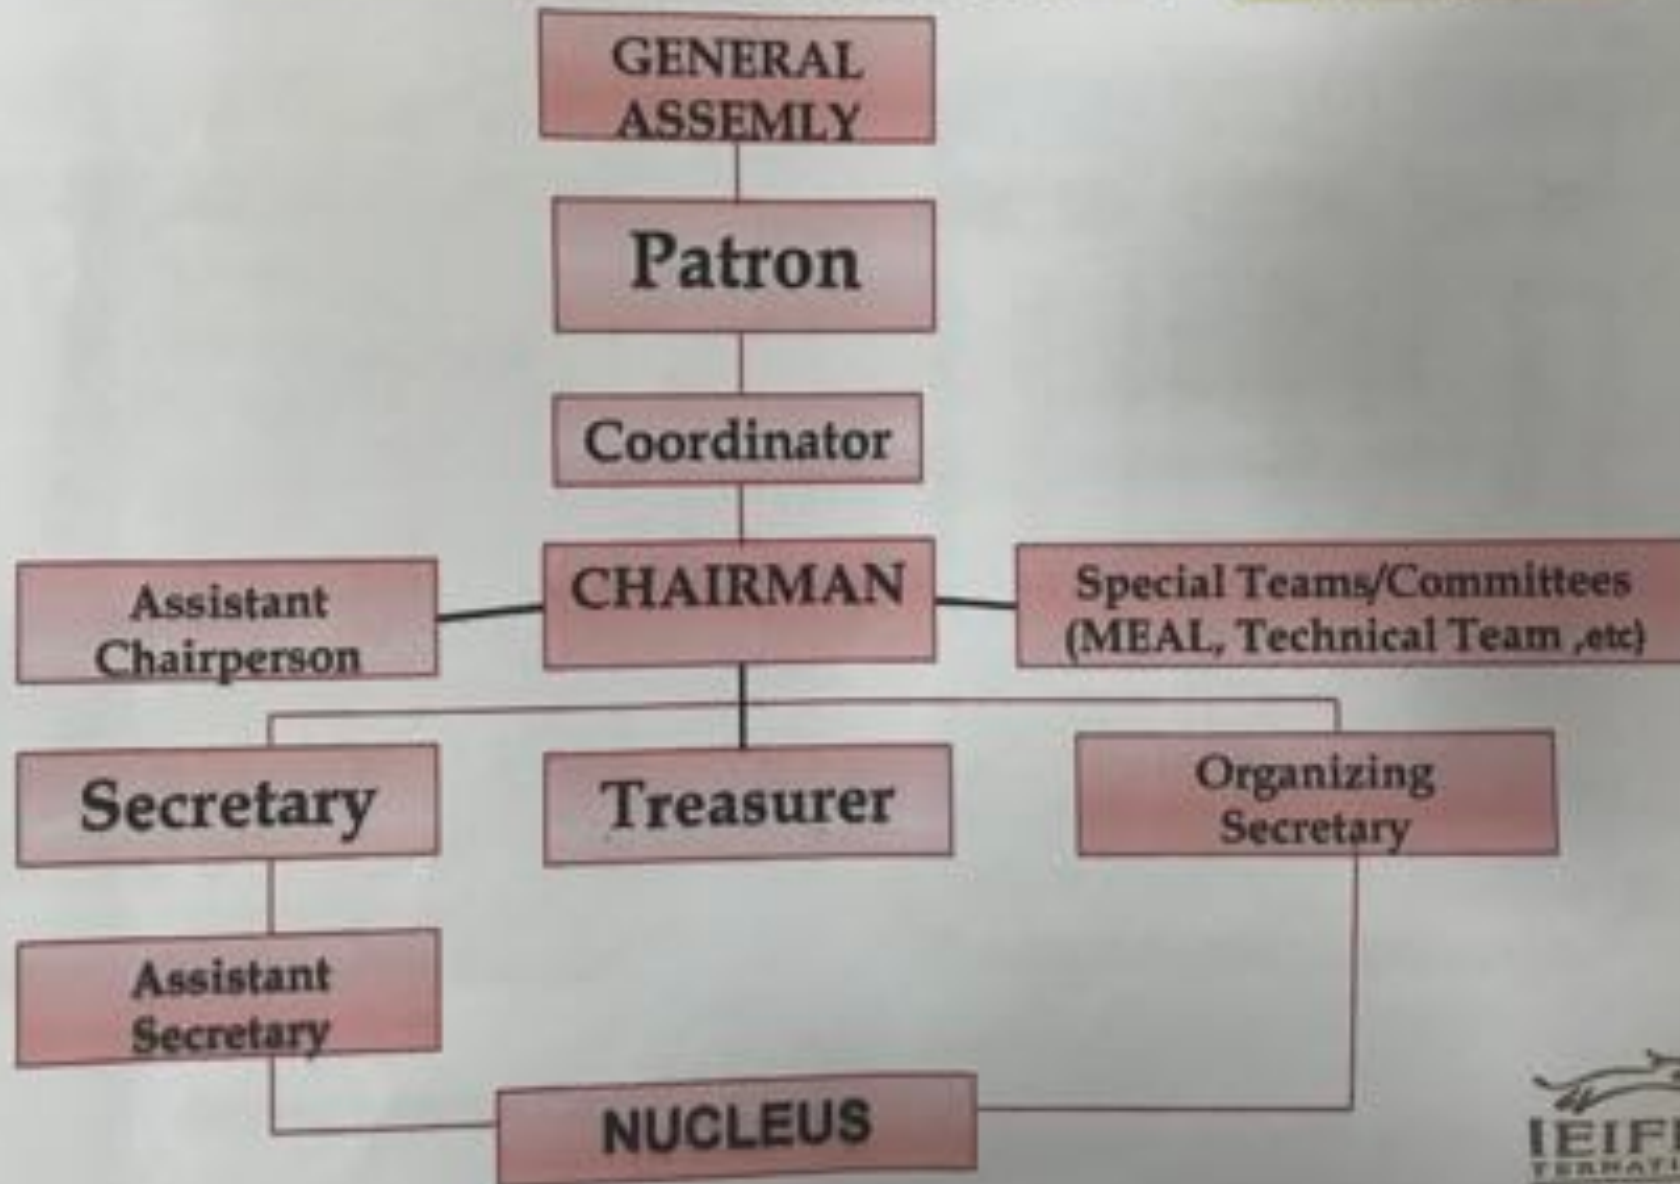 GENERAL
ASSEMLY
Patron
Coordinator
Assistant
Chairperson
CHAIRMAN
Special Teams/Committees
(MEAL, Technical Team ,etc)
Secretary
Treasurer
Organizing
Secretary
Assistant
Secretary
NUCLEUS